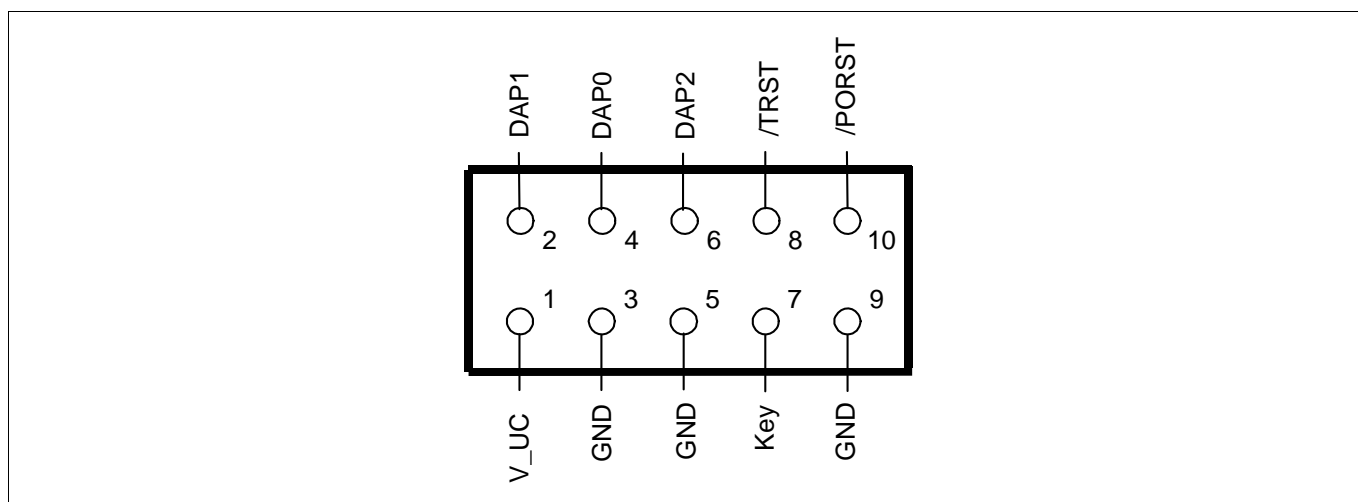 DAP1
DAP0
DAP2
/TRST
/PORST
2
4
6
8
10
1
3
5
7
9
V_UC
GND
GND
Key
GND